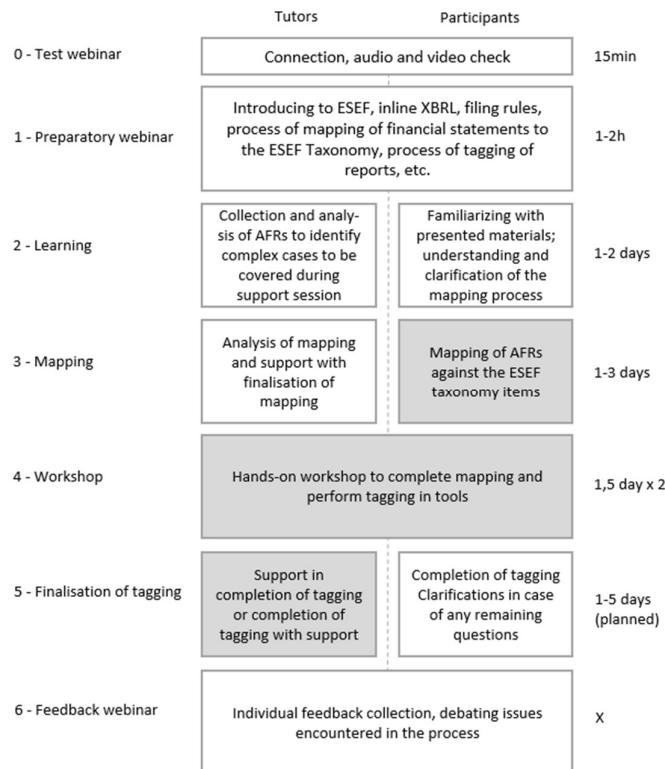 Tutors
Participants
0 - Test webinar
Connection, audio and video check
15min
1 - Preparatory webinar
Introducing to ESEF, inline XBRL, filing rules,
process of mapping of financial statements to
the ESEF Taxonomy, process of tagging of
reports, etc.
1-2h
2 - Learning
Collection and analy-
sis of AFRs to identify
complex cases to be
covered during
support session
Familiarizing with
presented materials;
understanding and
clarification of the
mapping process
1-2 days
3 - Mapping
Analysis of mapping
and support with
finalisation of
mapping
Mapping of AFRs
against the ESEF
taxonomy items
1-3 days
4 - Workshop
Hands-on workshop to complete mapping and
perform tagging in tools
1,5 day x 2
5 - Finalisation of tagging
Support in
completion of tagging
or completion of
tagging with support
Completion of tagging
Clarifications in case
of any remaining
questions
1-5 days
(planned)
6 - Feedback webinar
Individual feedback collection, debating issues
encountered in the process
X